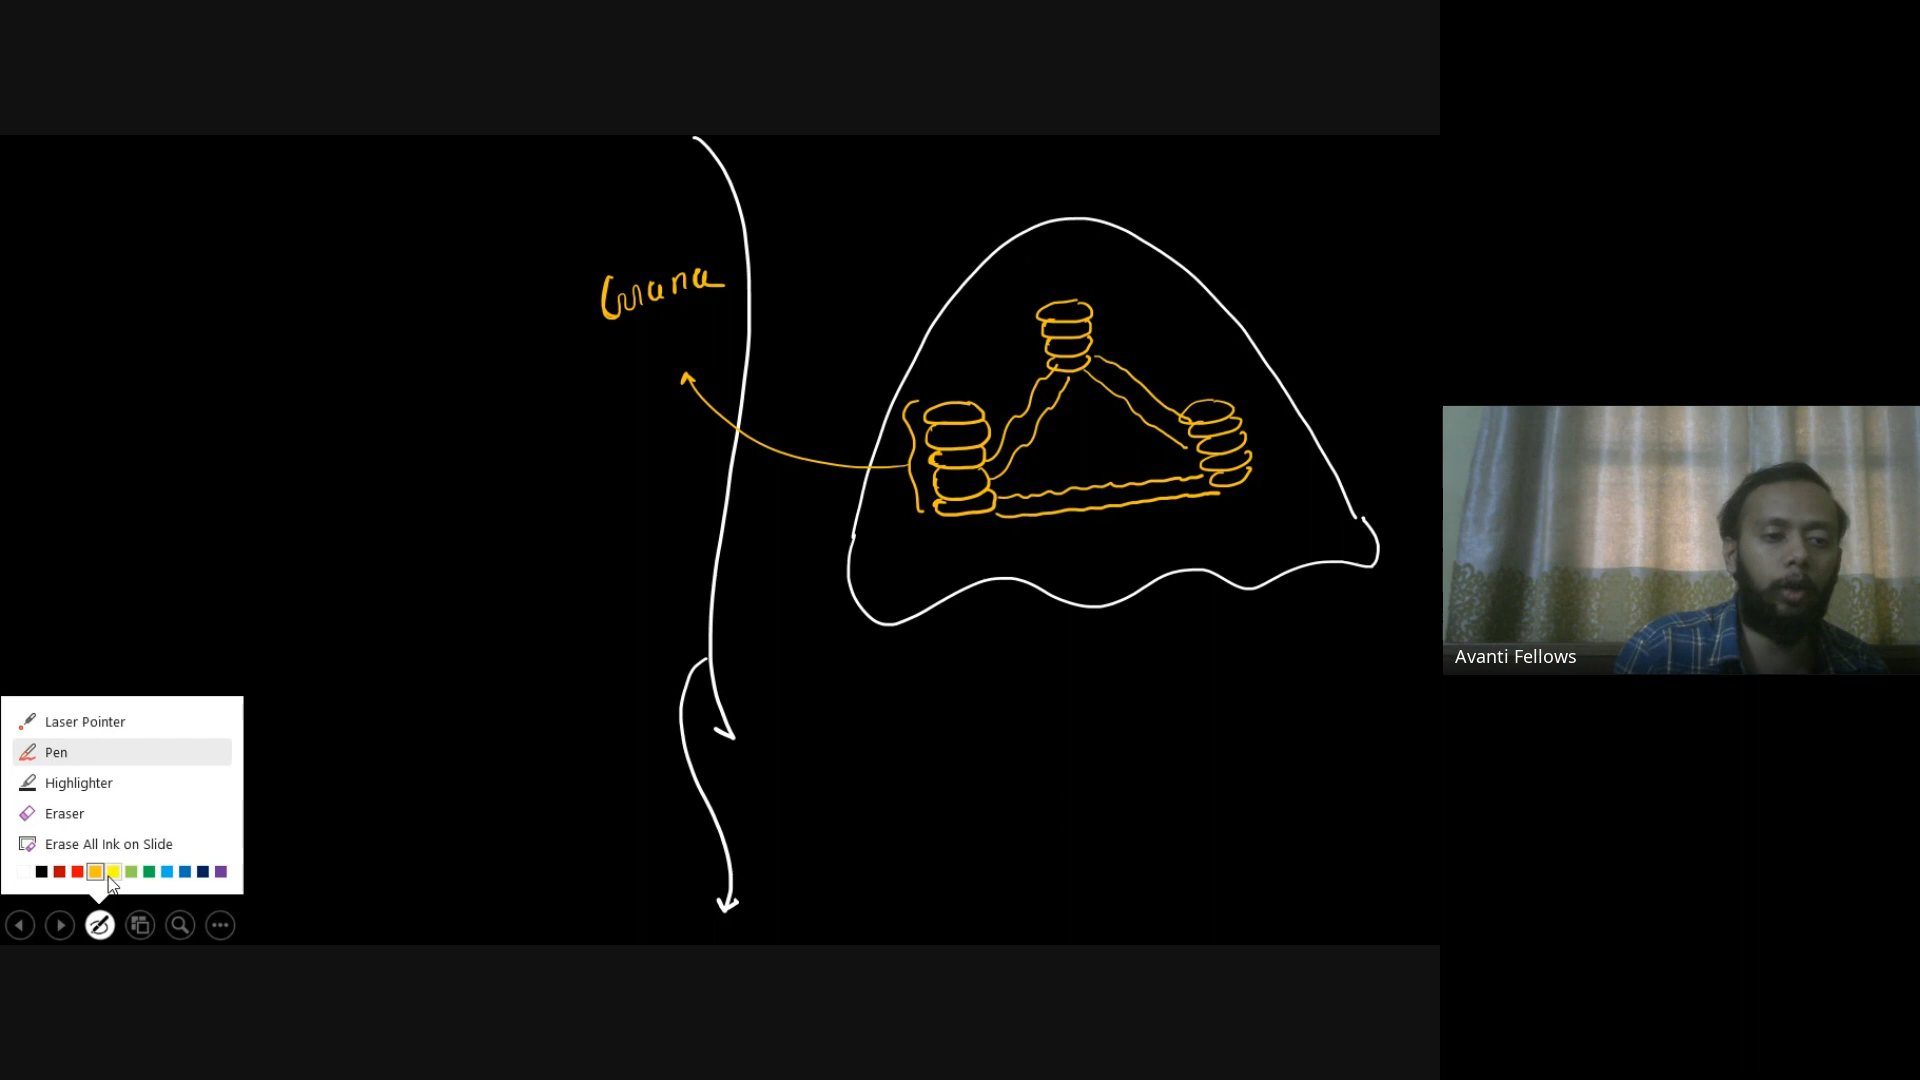 Grana
Avanti Fellows
Laser Pointer
Pen
Highlighter
Eraser
Erase All Ink on Slide